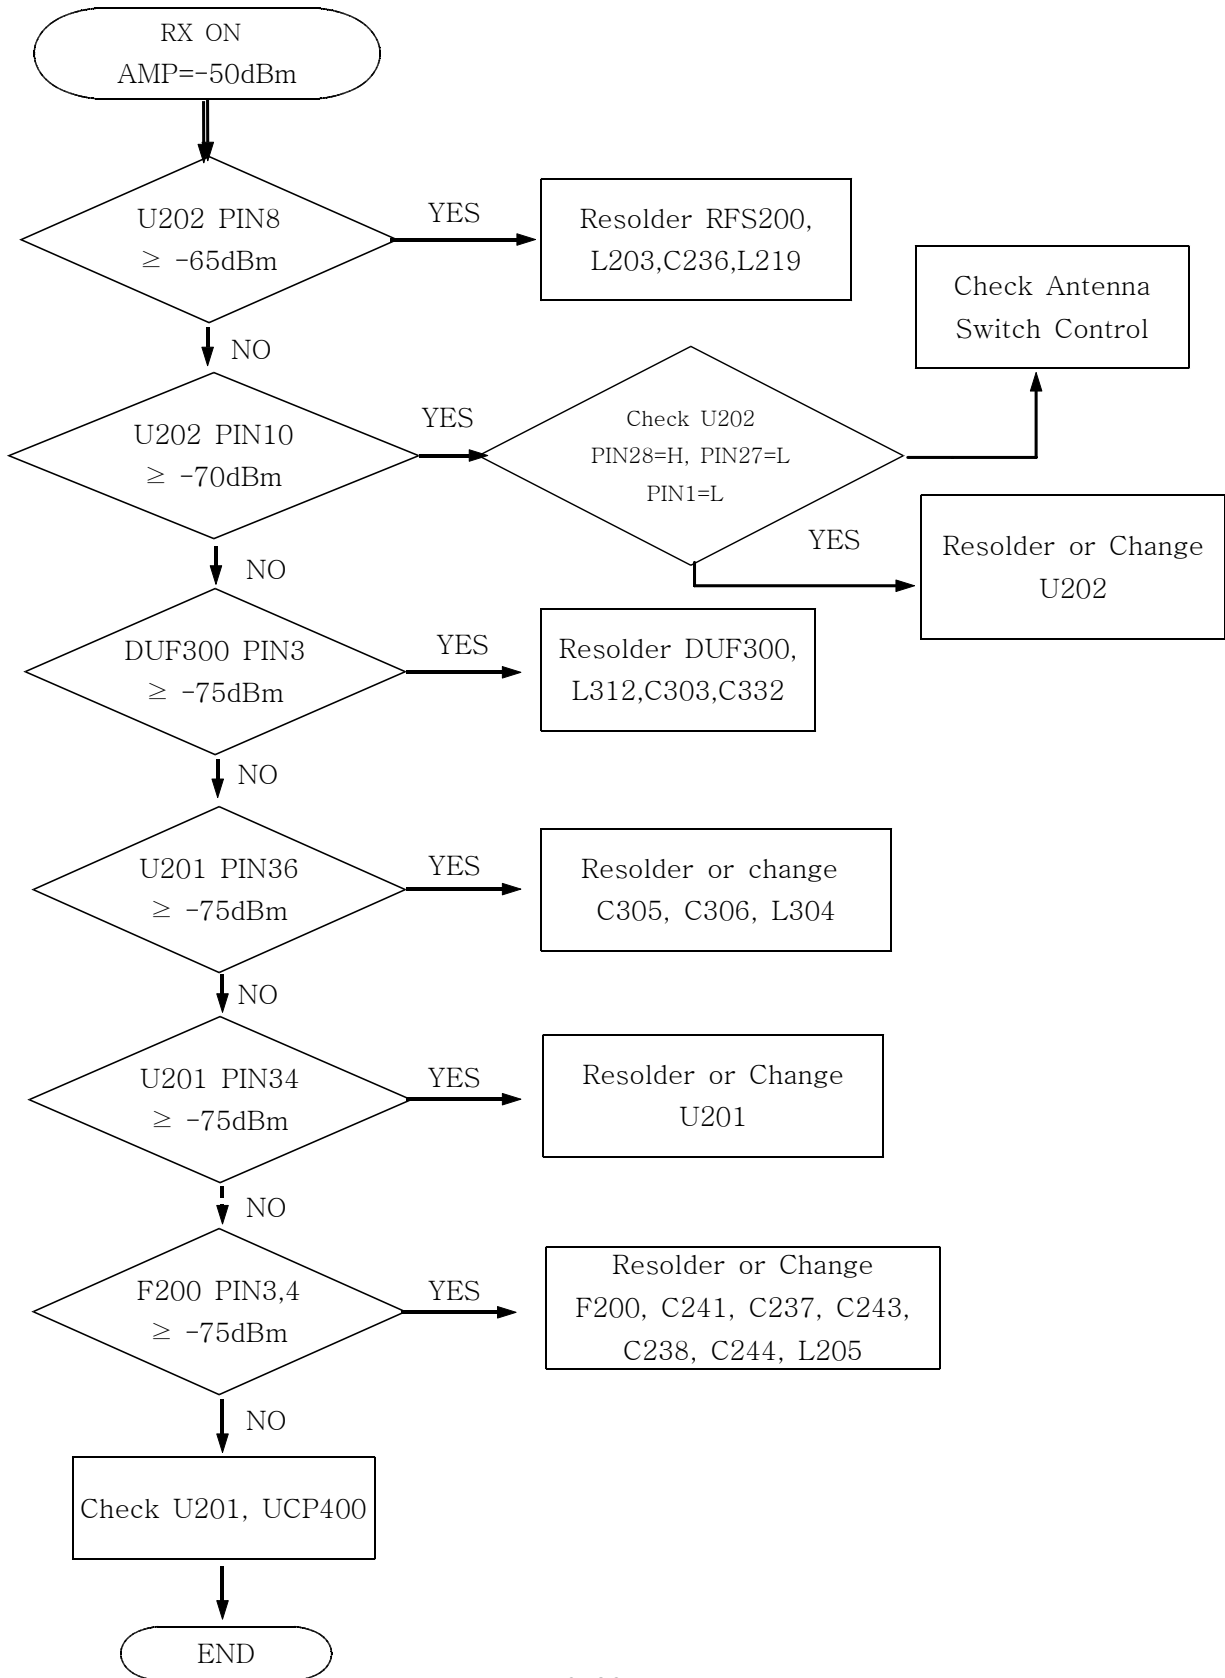 RX ON
AMP=-50dBm
U202 PIN8
≥ -65dBm
YES
Resolder RFS200,
L203,C236,L219
NO
Check Antenna
Switch Control
U202 PIN10
≥ -70dBm
YES
Check U202
PIN28=H, PIN27=L
PIN1=L
YES
Resolder or Change
U202
NO
DUF300 PIN3
≥ -75dBm
YES
Resolder DUF300,
L312,C303,C332
NO
U201 PIN36
≥ -75dBm
YES
Resolder or change
C305, C306, L304
NO
U201 PIN34
≥ -75dBm
YES
Resolder or Change
U201
NO
F200 PIN3,4
≥ -75dBm
YES
Resolder or Change
F200, C241, C237, C243,
C238, C244, L205
NO
Check U201, UCP400
END